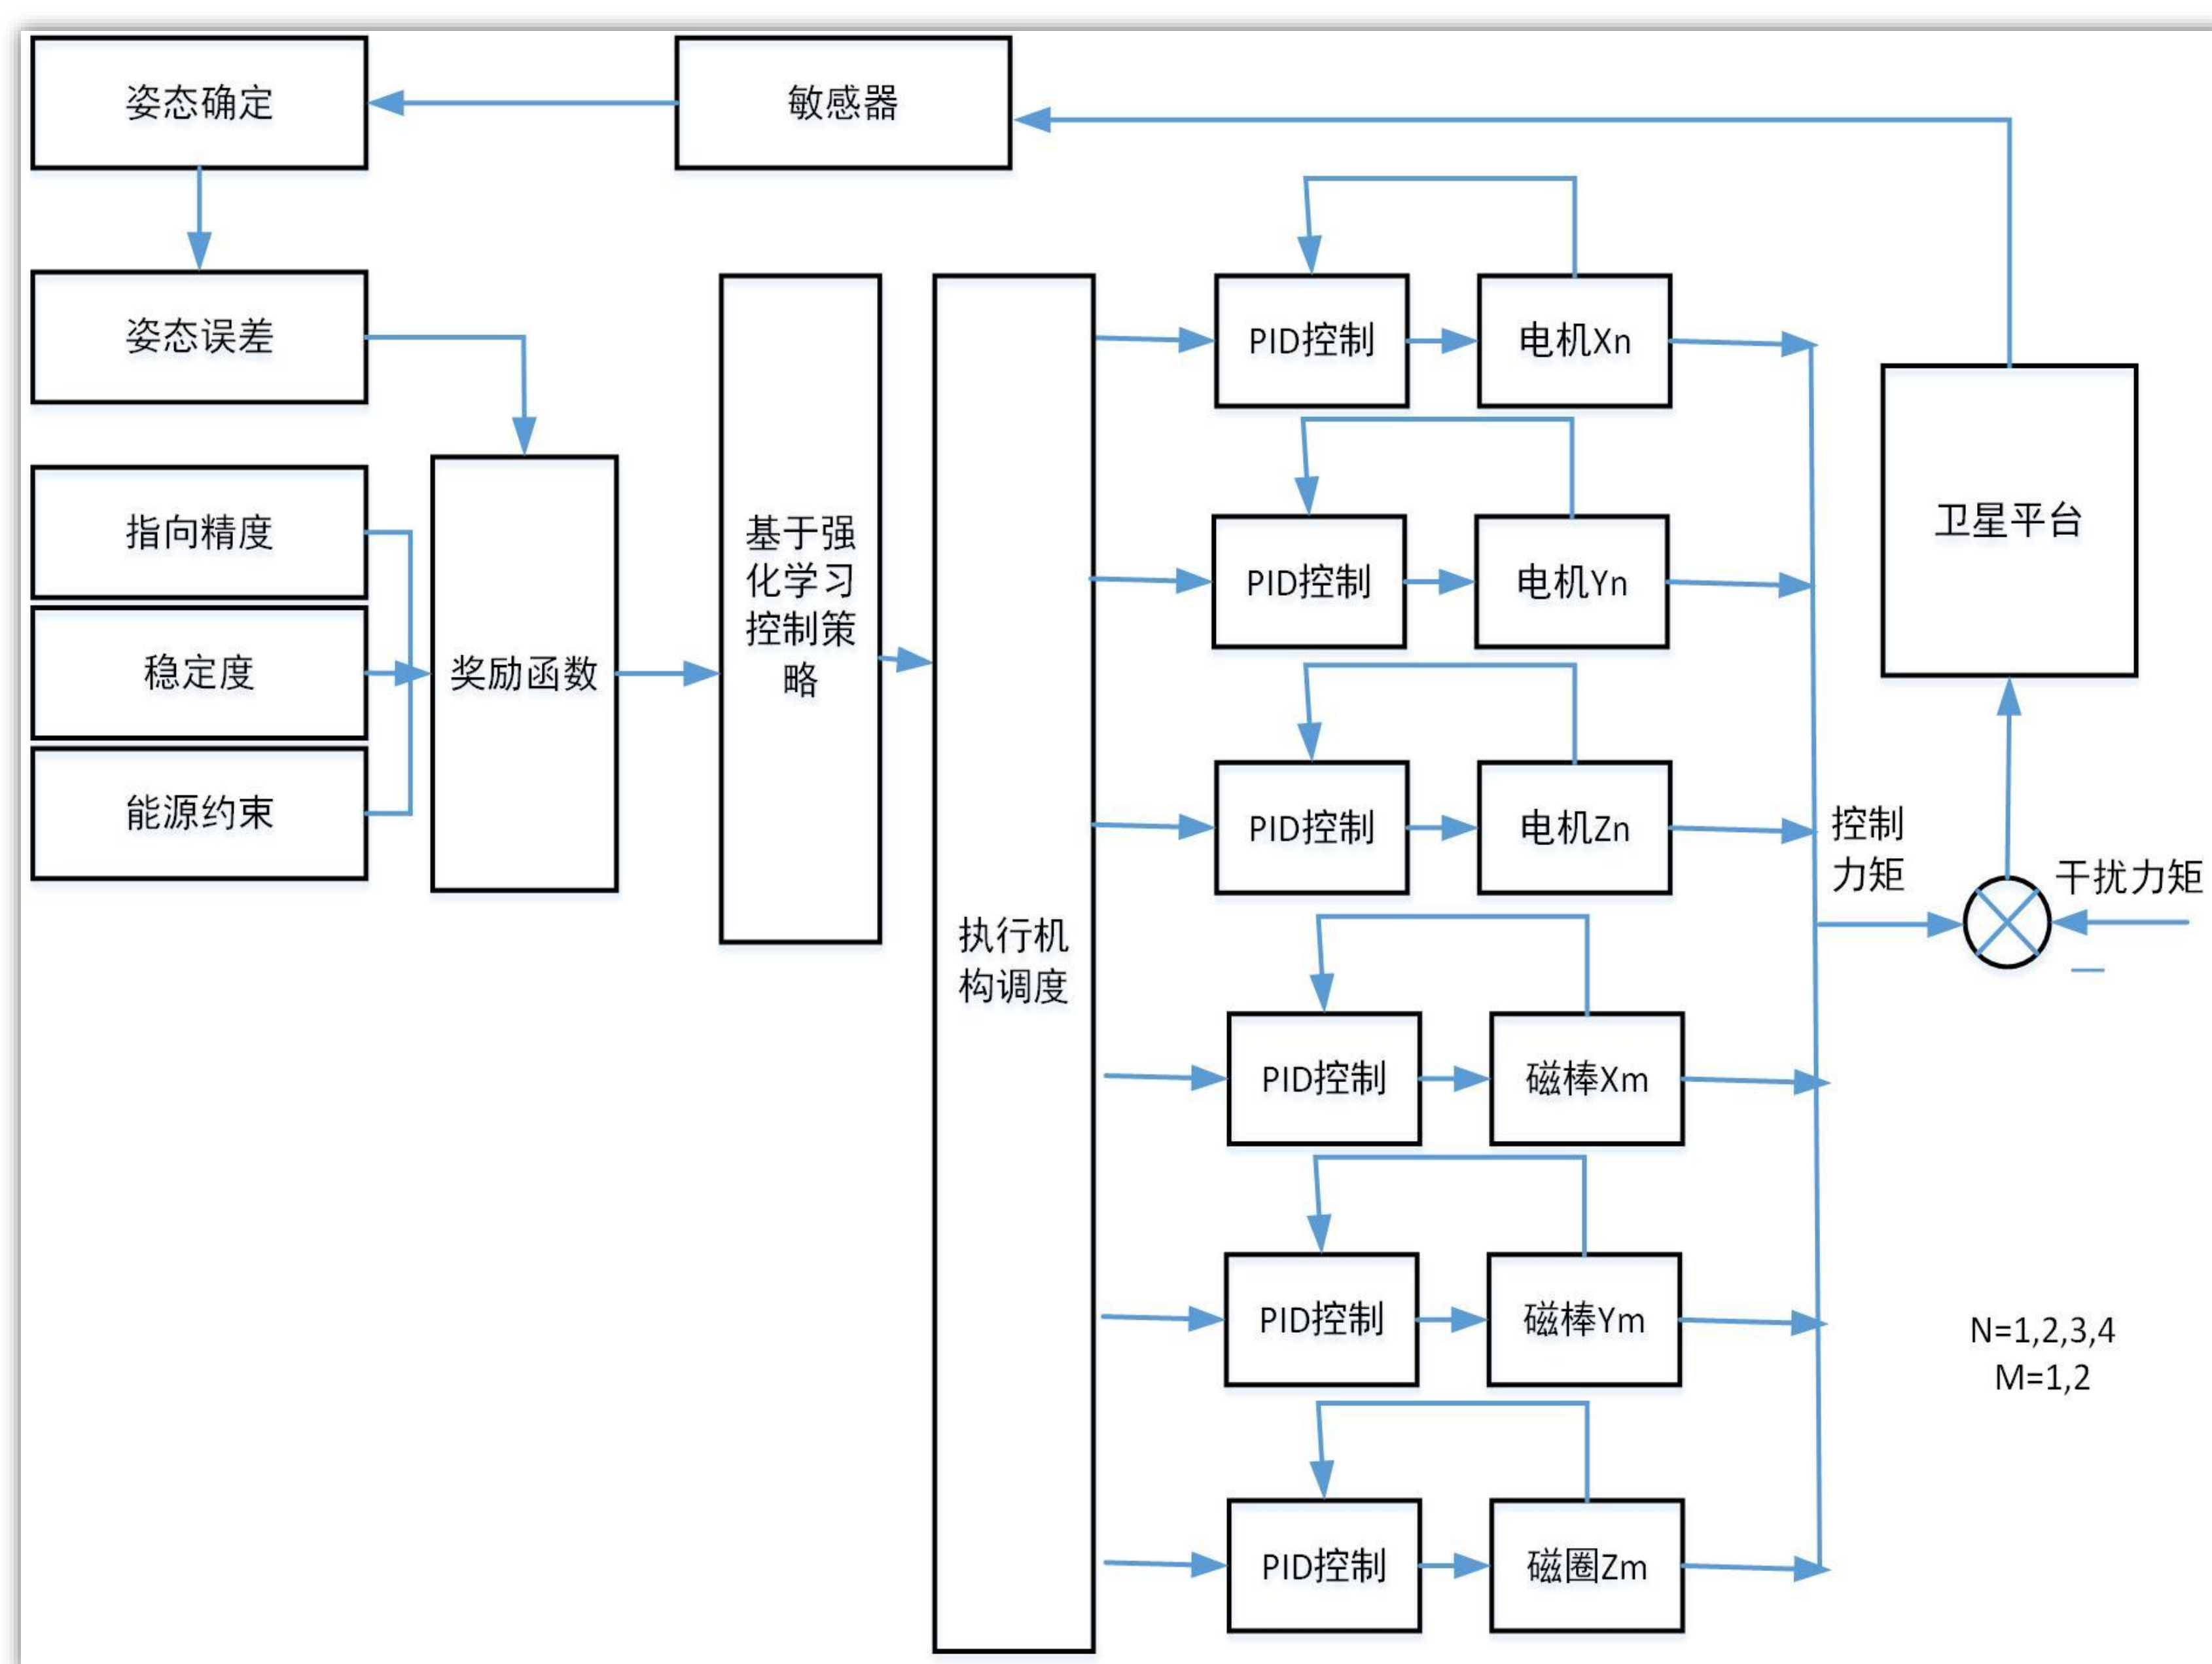 姿态确定
敏感器
姿态误差
指向精度
稳定度
能源约束
奖励函数
基于强
化学习
控制策
略
执行机
构调度
PID控制
电机Xn
PID控制
电机Yn
PID控制
电机Zn
PID控制
磁棒Xm
PID控制
磁棒Ym
PID控制
磁圈Zm
控制
力矩
干扰力矩
—
卫星平台
N=1,2,3,4
M=1,2